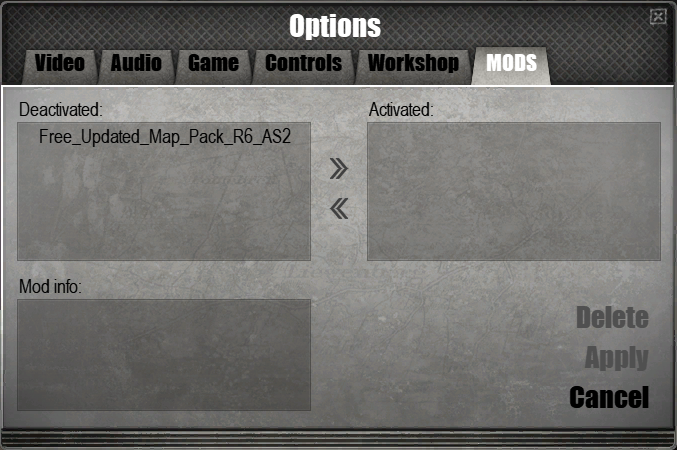 Options
Video Audio Game Controls Workshop MODS
Deactivated: Activated:
Free_Updated_Map_Pack_R6_AS2
Mod info:
Delete
Apply
Cancel